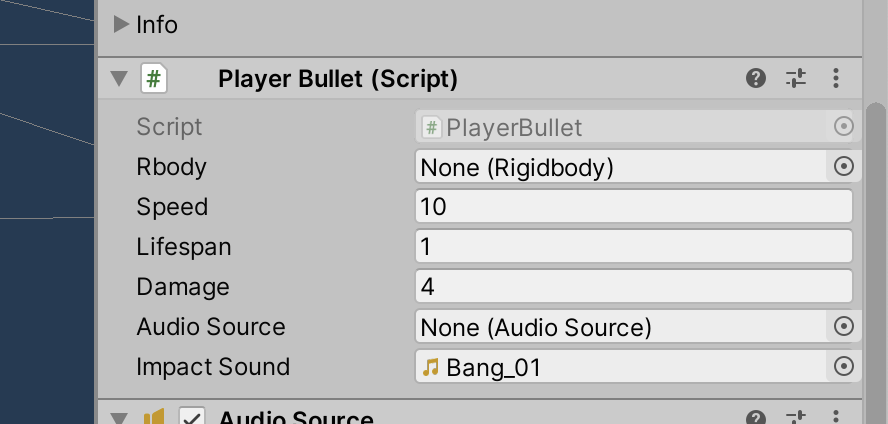 Info
Player Bullet (Script)
Script PlayerBullet
Rbody None (Rigidbody)
Speed 10
Lifespan 1
Damage 4
Audio Source None (Audio Source)
Impact Sound Bang_01
Audio Source